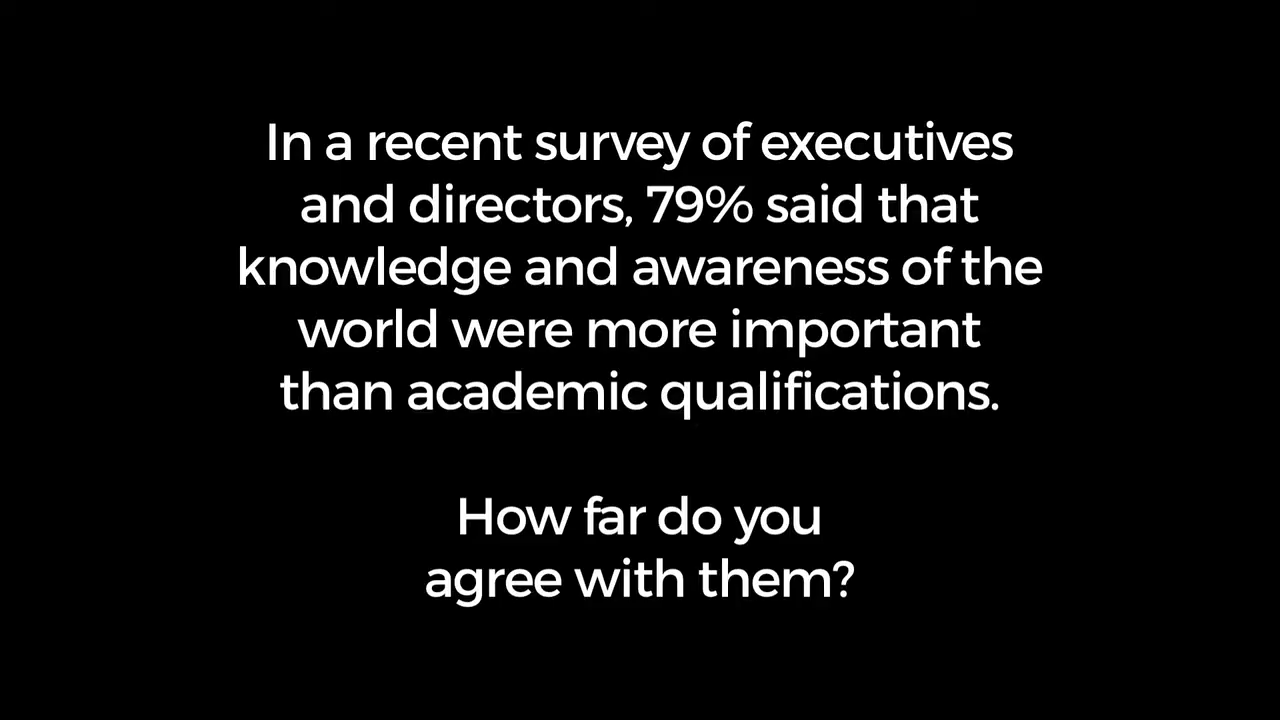 In a recent survey of executives
and directors, 79% said that
knowledge and awareness of the
world were more important
than academic qualifications.
How far do you
agree with them?